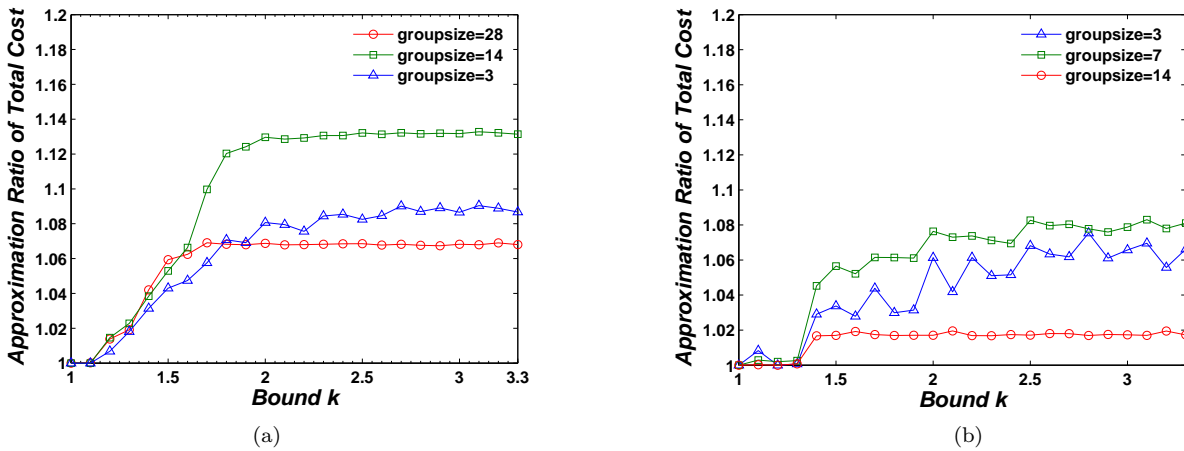 Approximation Ratio of Total Cost
1.2
1.18
1.16
1.14
1.12
1.1
1.08
1.06
1.04
1.02
1
groupsize=28
groupsize=14
groupsize=3
1 1.5 2 2.5 3 3.3
Bound k
(a)
Approximation Ratio of Total Cost
1.2
1.18
1.16
1.14
1.12
1.1
1.08
1.06
1.04
1.02
1
groupsize=3
groupsize=7
groupsize=14
1 1.5 2 2.5 3
Bound k
(b)